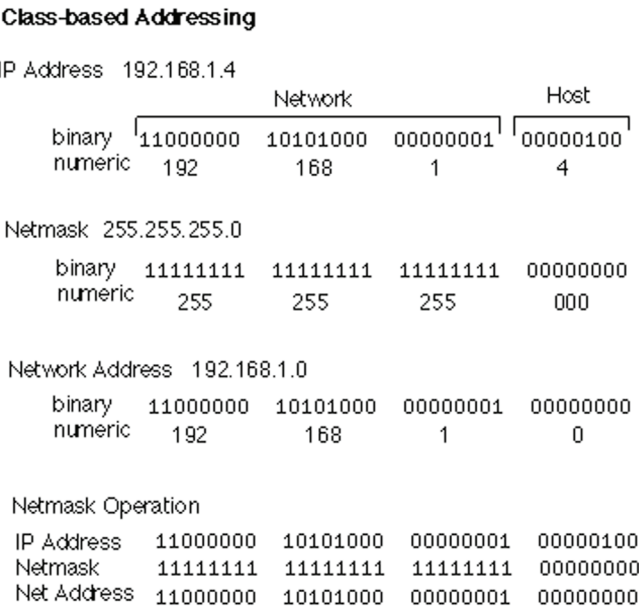 Class-based Addressing
IP Address 192.168.1.4
Network Host
binary 11000000 10101000 00000001 00000100
numeric 192 168 1 4
Netmask 255.255.255.0
binary 11111111 11111111 11111111 00000000
numeric 255 255 255 000
Network Address 192.168.1.0
binary 11000000 10101000 00000001 00000000
numeric 192 168 1 0
Netmask Operation
IP Address 11000000 10101000 00000001 00000100
Netmask 11111111 11111111 11111111 00000000
Net Address 11000000 10101000 00000001 00000000